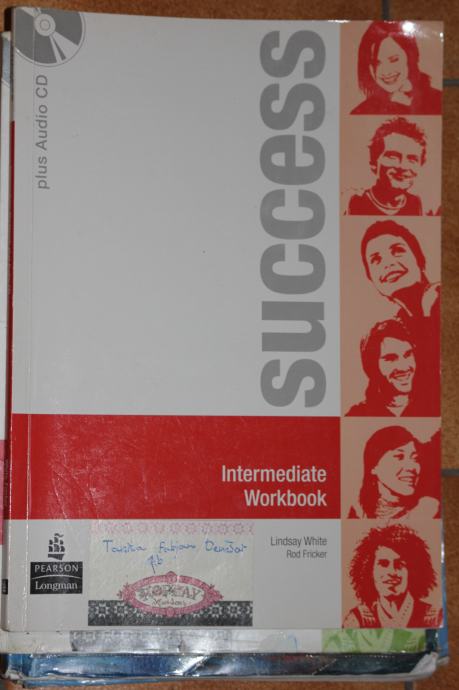 plus Audio CD
success
Intermediate
Workbook
Lindsay White
Rod Fricker
PEARSON
Longman